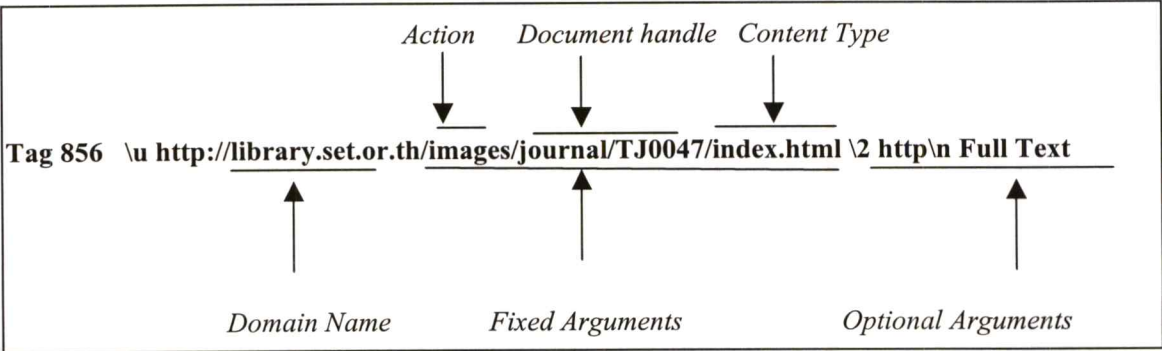 Action Document handle Content Type
Tag 856 \u http://library.set.or.th/images/journal/TJ0047/index.html \2 http\n Full Text
Domain Name Fixed Arguments Optional Arguments